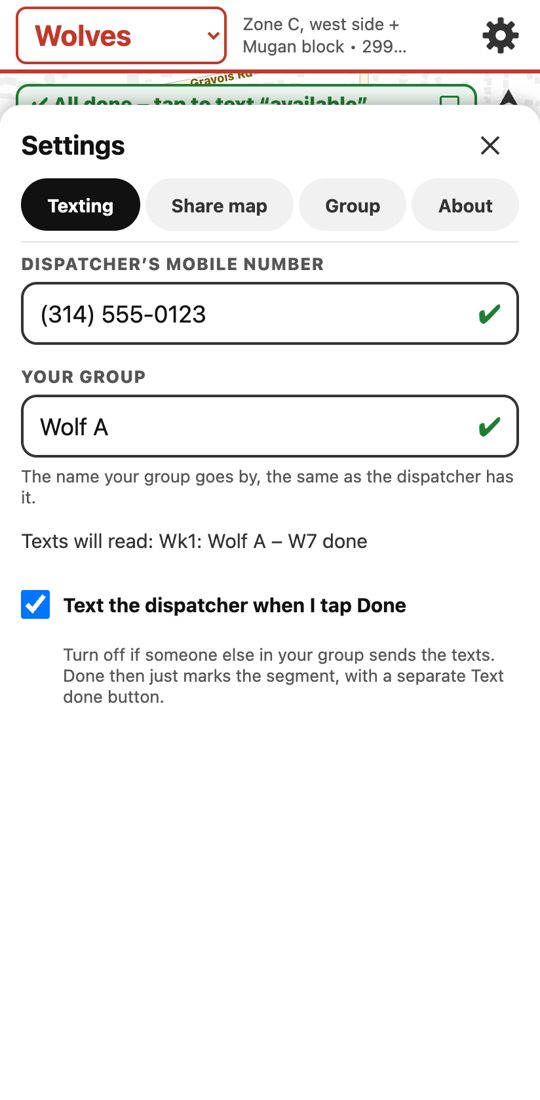 Wolves
Zone C, west side +
Mugan block • 299...
Gravois Rd
✔ All done – tap to text “available”
Settings
Texting
Share map
Group
About
DISPATCHER’S MOBILE NUMBER
(314) 555-0123
YOUR GROUP
Wolf A
The name your group goes by, the same as the dispatcher has
it.
Texts will read: Wk1: Wolf A – W7 done
Text the dispatcher when I tap Done
Turn off if someone else in your group sends the texts.
Done then just marks the segment, with a separate Text
done button.